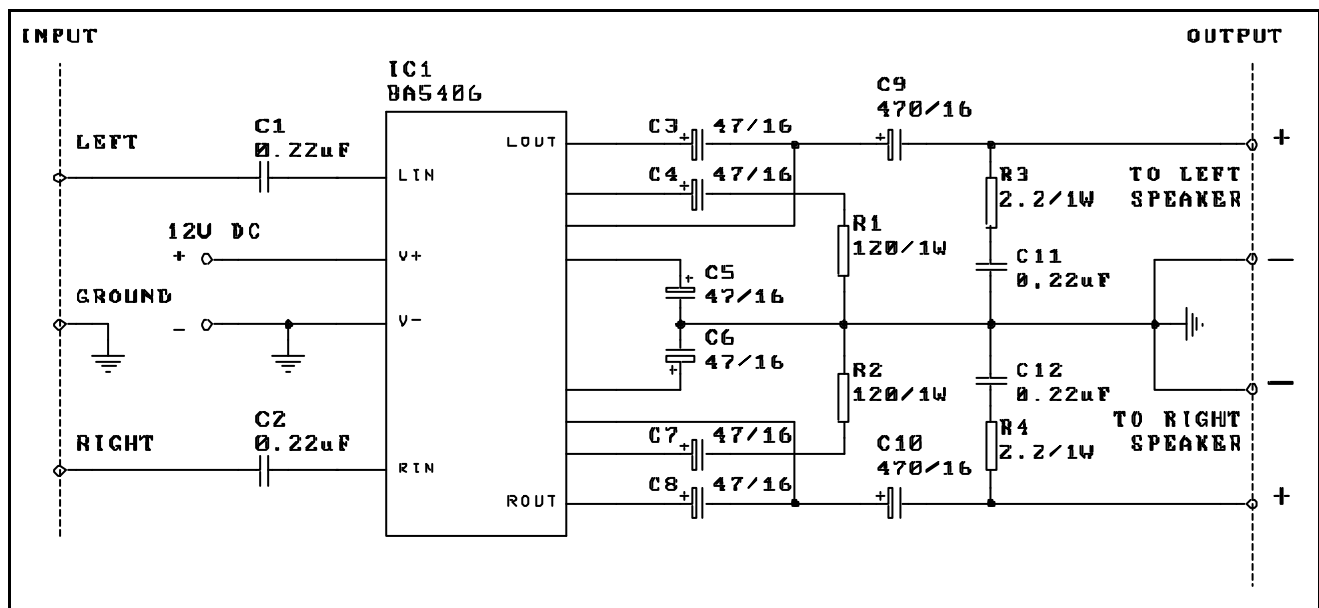 INPUT
OUTPUT
IC1
BA5406
C9
470/16
C1
0.22uF
C3 + 47/16
+
+
LEFT
LOUT
C4 + 47/16
LIN
R3
2.2/1W
TO LEFT
SPEAKER
12V DC
R1
120/1W
+
V+
C5
47/16
+
C11
0,22uF
—
GROUND
–
V-
C6
47/16
+
R2
120/1W
C12
0.22uF
—
C2
0.22uF
RIGHT
C7 + 47/16
C10
470/16
R4
2.2/1W
TO RIGHT
SPEAKER
RIN
C8 + 47/16
+
ROUT
+